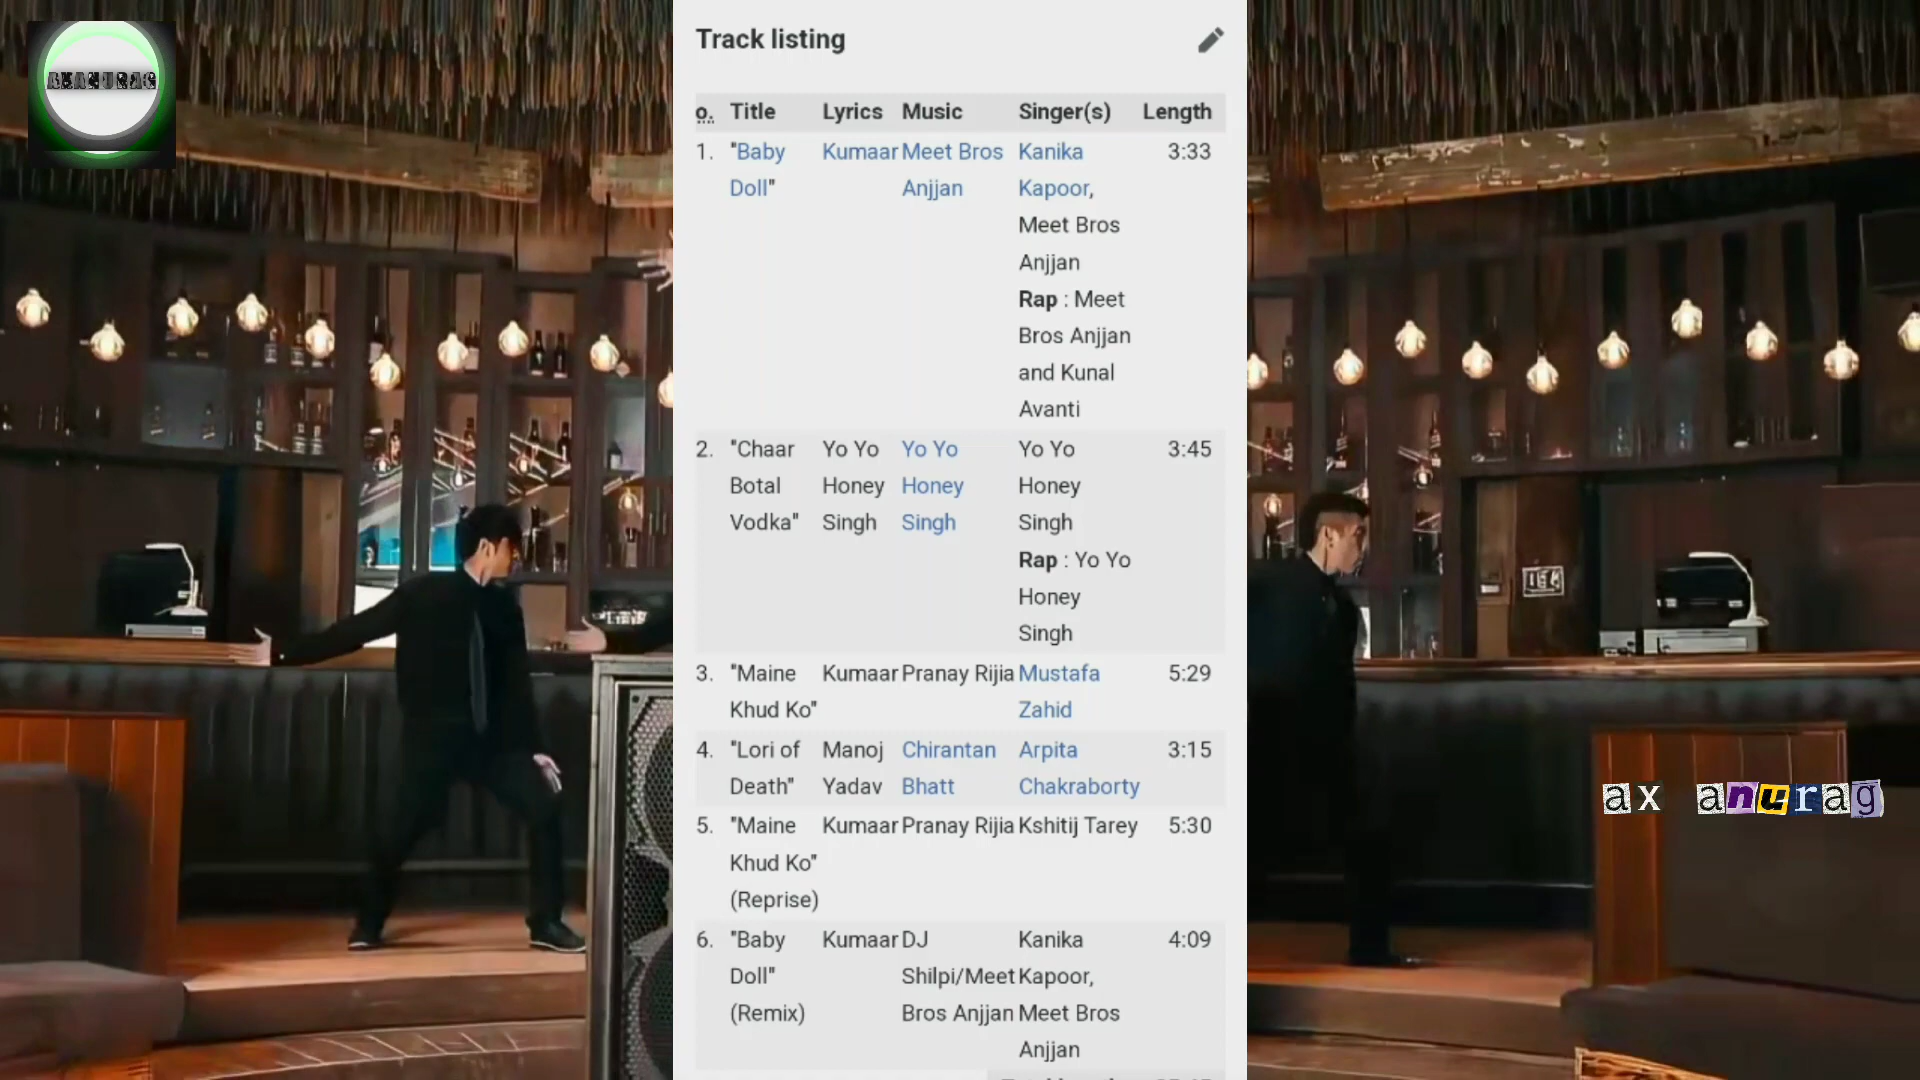 AXANURAG
Track listing
o. Title Lyrics Music Singer(s) Length
1. "Baby Kumaar Meet Bros Kanika 3:33
Doll" Anjjan Kapoor,
Meet Bros
Anjjan
Rap : Meet
Bros Anjjan
and Kunal
Avanti
2. "Chaar Yo Yo Yo Yo Yo Yo 3:45
Botal Honey Honey Honey
Vodka" Singh Singh Singh
Rap : Yo Yo
Honey
Singh
3. "Maine Kumaar Pranay Rijia Mustafa 5:29
Khud Ko" Zahid
4. "Lori of Manoj Chirantan Arpita 3:15
Death" Yadav Bhatt Chakraborty
5. "Maine Kumaar Pranay Rijia Kshitij Tarey 5:30
Khud Ko"
(Reprise)
6. "Baby Kumaar DJ Kanika 4:09
Doll" Shilpi/Meet Kapoor,
(Remix) Bros Anjjan Meet Bros
Anjjan
ax anurag